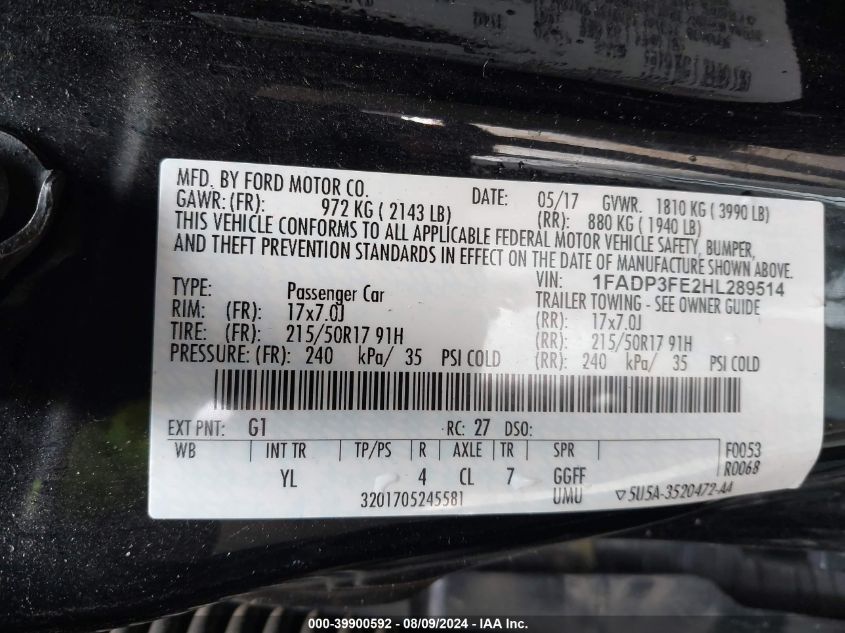 MFD. BY FORD MOTOR CO. DATE: 05/17 GVWR. 1810 KG ( 3990 LB)
GAWR: (FR): 972 KG ( 2143 LB) (RR): 880 KG ( 1940 LB)
THIS VEHICLE CONFORMS TO ALL APPLICABLE FEDERAL MOTOR VEHICLE SAFETY, BUMPER,
AND THEFT PREVENTION STANDARDS IN EFFECT ON THE DATE OF MANUFACTURE SHOWN ABOVE.
VIN: 1FADP3FE2HL289514
TYPE: Passenger Car TRAILER TOWING - SEE OWNER GUIDE
RIM: (FR): 17x7.0J (RR): 17x7.0J
TIRE: (FR): 215/50R17 91H (RR): 215/50R17 91H
PRESSURE: (FR): 240 kPa/ 35 PSI COLD (RR): 240 kPa/ 35 PSI COLD
EXT PNT: G1 RC: 27 DSO:
WB INT TR TP/PS R AXLE TR SPR F0053
YL 4 CL 7 GGFF R0068
3201705245581 UMU 5U5A-3520472-AA
000-39900592 - 08/09/2024 - IAA Inc.